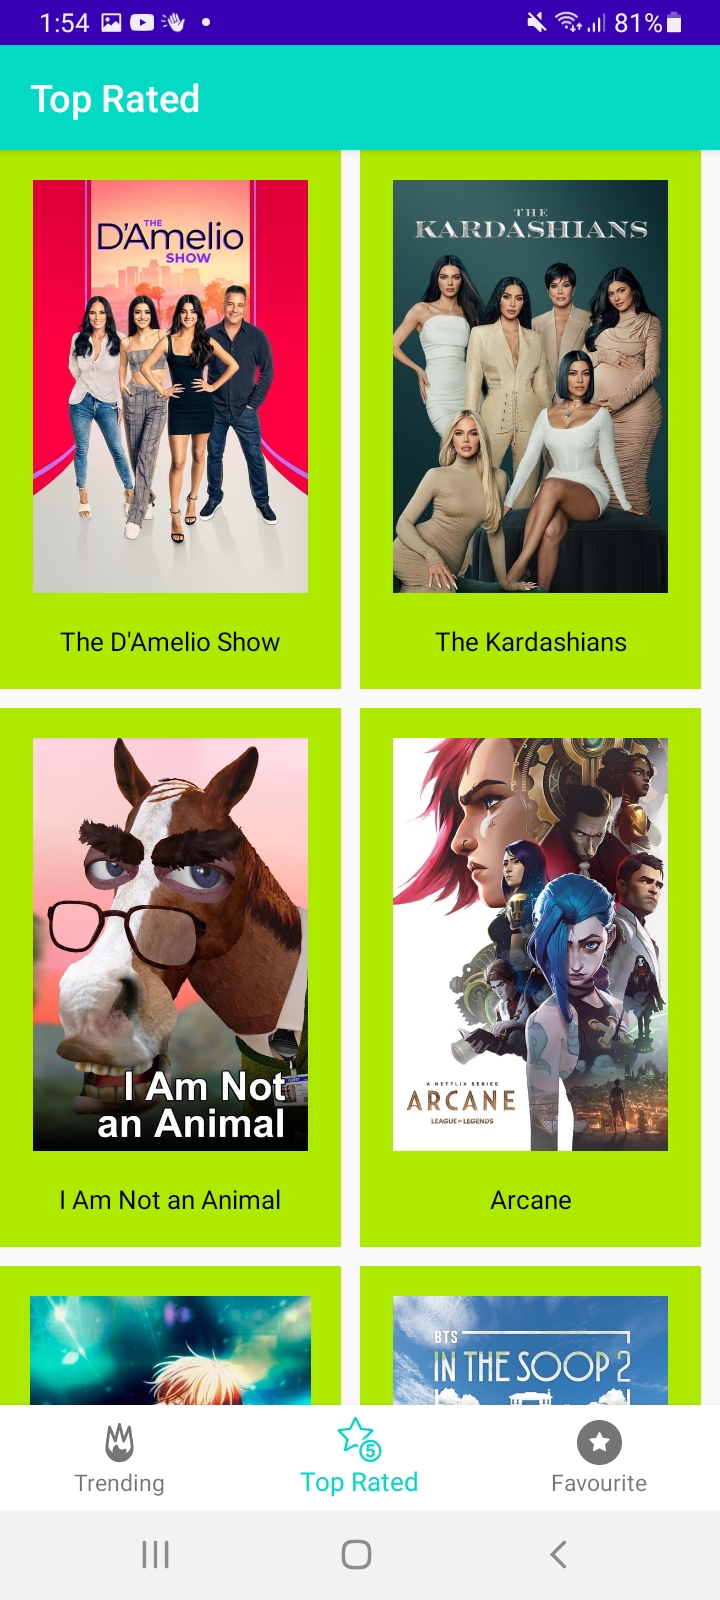 1:54
81%
Top Rated
THE
D'Amelio
SHOW
THE
KARDASHIANS
The D'Amelio Show
The Kardashians
I Am Not
an Animal
A NETFLIX SERIES
ARCANE
LEAGUE OF LEGENDS
I Am Not an Animal
Arcane
BTS
IN THE SOOP 2
5
Trending
Top Rated
Favourite